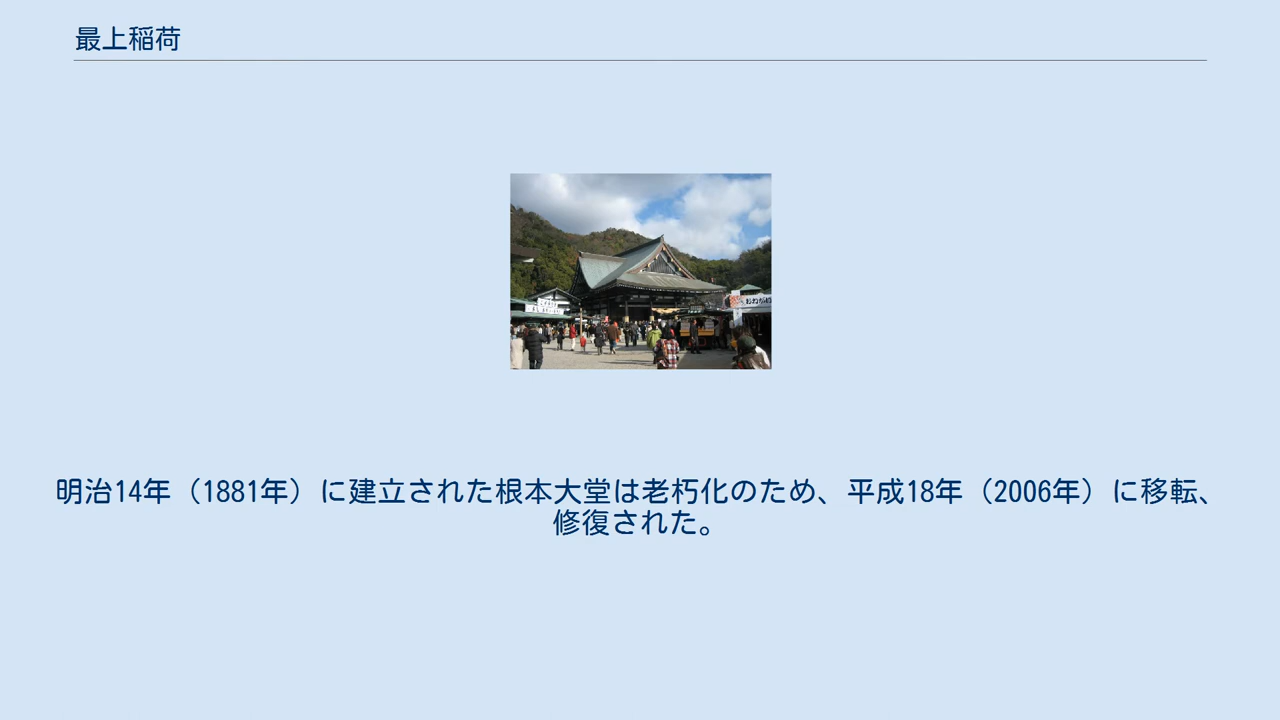 最上稲荷
明治14年（1881年）に建立された根本大堂は老朽化のため、平成18年（2006年）に移転、
修復された。